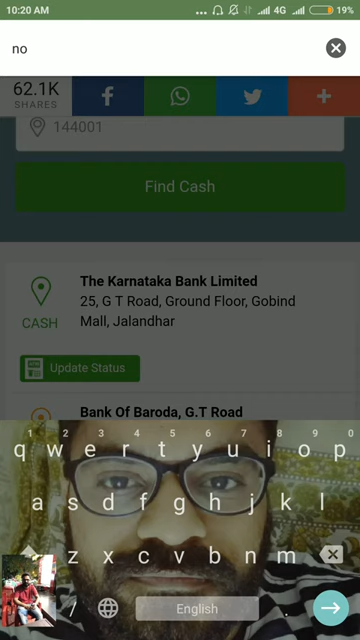 10:20 AM ... 4G 19%
no
62.1K
SHARES
144001
Find Cash
The Karnataka Bank Limited
25, G T Road, Ground Floor, Gobind
Mall, Jalandhar
CASH
Update Status
Bank Of Baroda, G.T Road
1 2 3 4 5 6 7 8 9 0
q w e r t y u i o p
a s d f g h j k l
z x c v b n m
/ English .